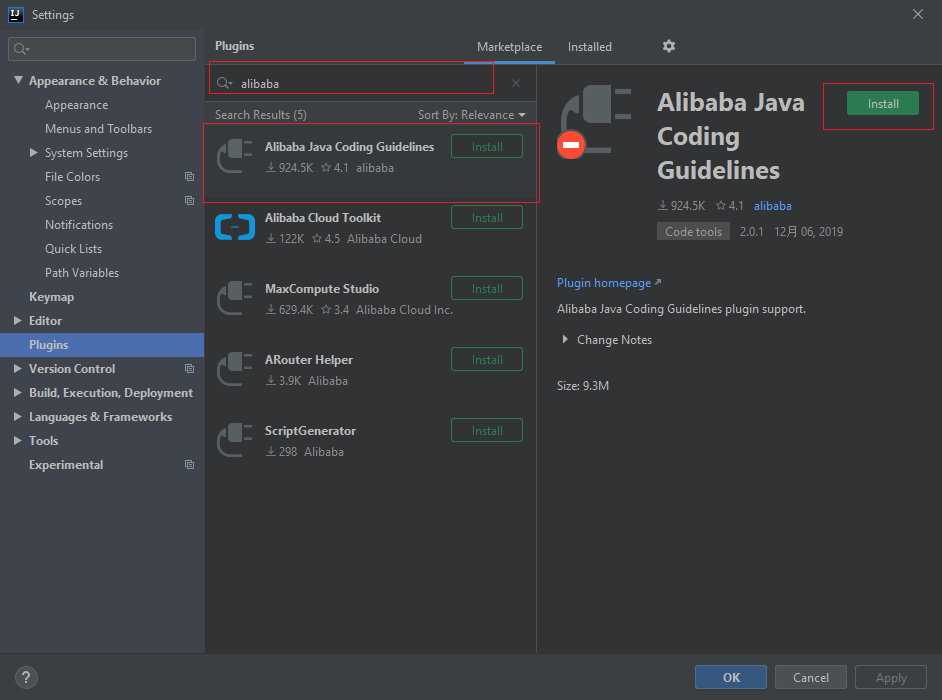 Settings
Appearance & Behavior
Appearance
Menus and Toolbars
System Settings
File Colors
Scopes
Notifications
Quick Lists
Path Variables
Keymap
Editor
Plugins
Version Control
Build, Execution, Deployment
Languages & Frameworks
Tools
Experimental
Plugins
Marketplace
Installed
alibaba
Search Results (5)
Sort By: Relevance
Alibaba Java Coding Guidelines
Install
924.5K 4.1 alibaba
Alibaba Cloud Toolkit
Install
122K 4.5 Alibaba Cloud
MaxCompute Studio
Install
629.4K 3.4 Alibaba Cloud Inc.
ARouter Helper
Install
3.9K Alibaba
ScriptGenerator
Install
298 Alibaba
Alibaba Java
Coding
Guidelines
Install
924.5K 4.1 alibaba
Code tools 2.0.1 12月 06, 2019
Plugin homepage
Alibaba Java Coding Guidelines plugin support.
Change Notes
Size: 9.3M
?
OK
Cancel
Apply